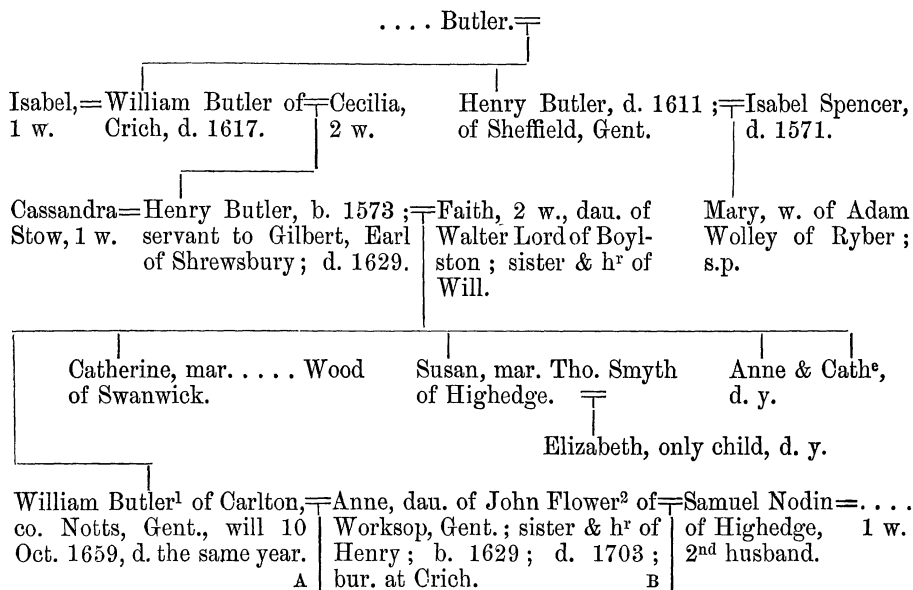 .... Butler.
Isabel,=William Butler of=Cecilia,
1 w. Crich, d. 1617. 2 w.
Henry Butler, d. 1611 ;=Isabel Spencer,
of Sheffield, Gent. d. 1571.
Cassandra=Henry Butler, b. 1573 ;=Faith, 2 w., dau. of
Stow, 1 w. servant to Gilbert, Earl Walter Lord of Boyl-
of Shrewsbury ; d. 1629. ston ; sister & hʳ of
Will.
Mary, w. of Adam
Wolley of Ryber ;
s.p.
Catherine, mar. .... Wood
of Swanwick.
Susan, mar. Tho. Smyth
of Highedge. =
Anne & Cathᵉ,
d. y.
Elizabeth, only child, d. y.
William Butler¹ of Carlton,=Anne, dau. of John Flower² of=Samuel Nodin=....
co. Notts, Gent., will 10 Worksop, Gent. ; sister & hʳ of of Highedge, 1 w.
Oct. 1659, d. the same year. Henry ; b. 1629 ; d. 1703 ; 2ⁿᵈ husband.
A bur. at Crich. B